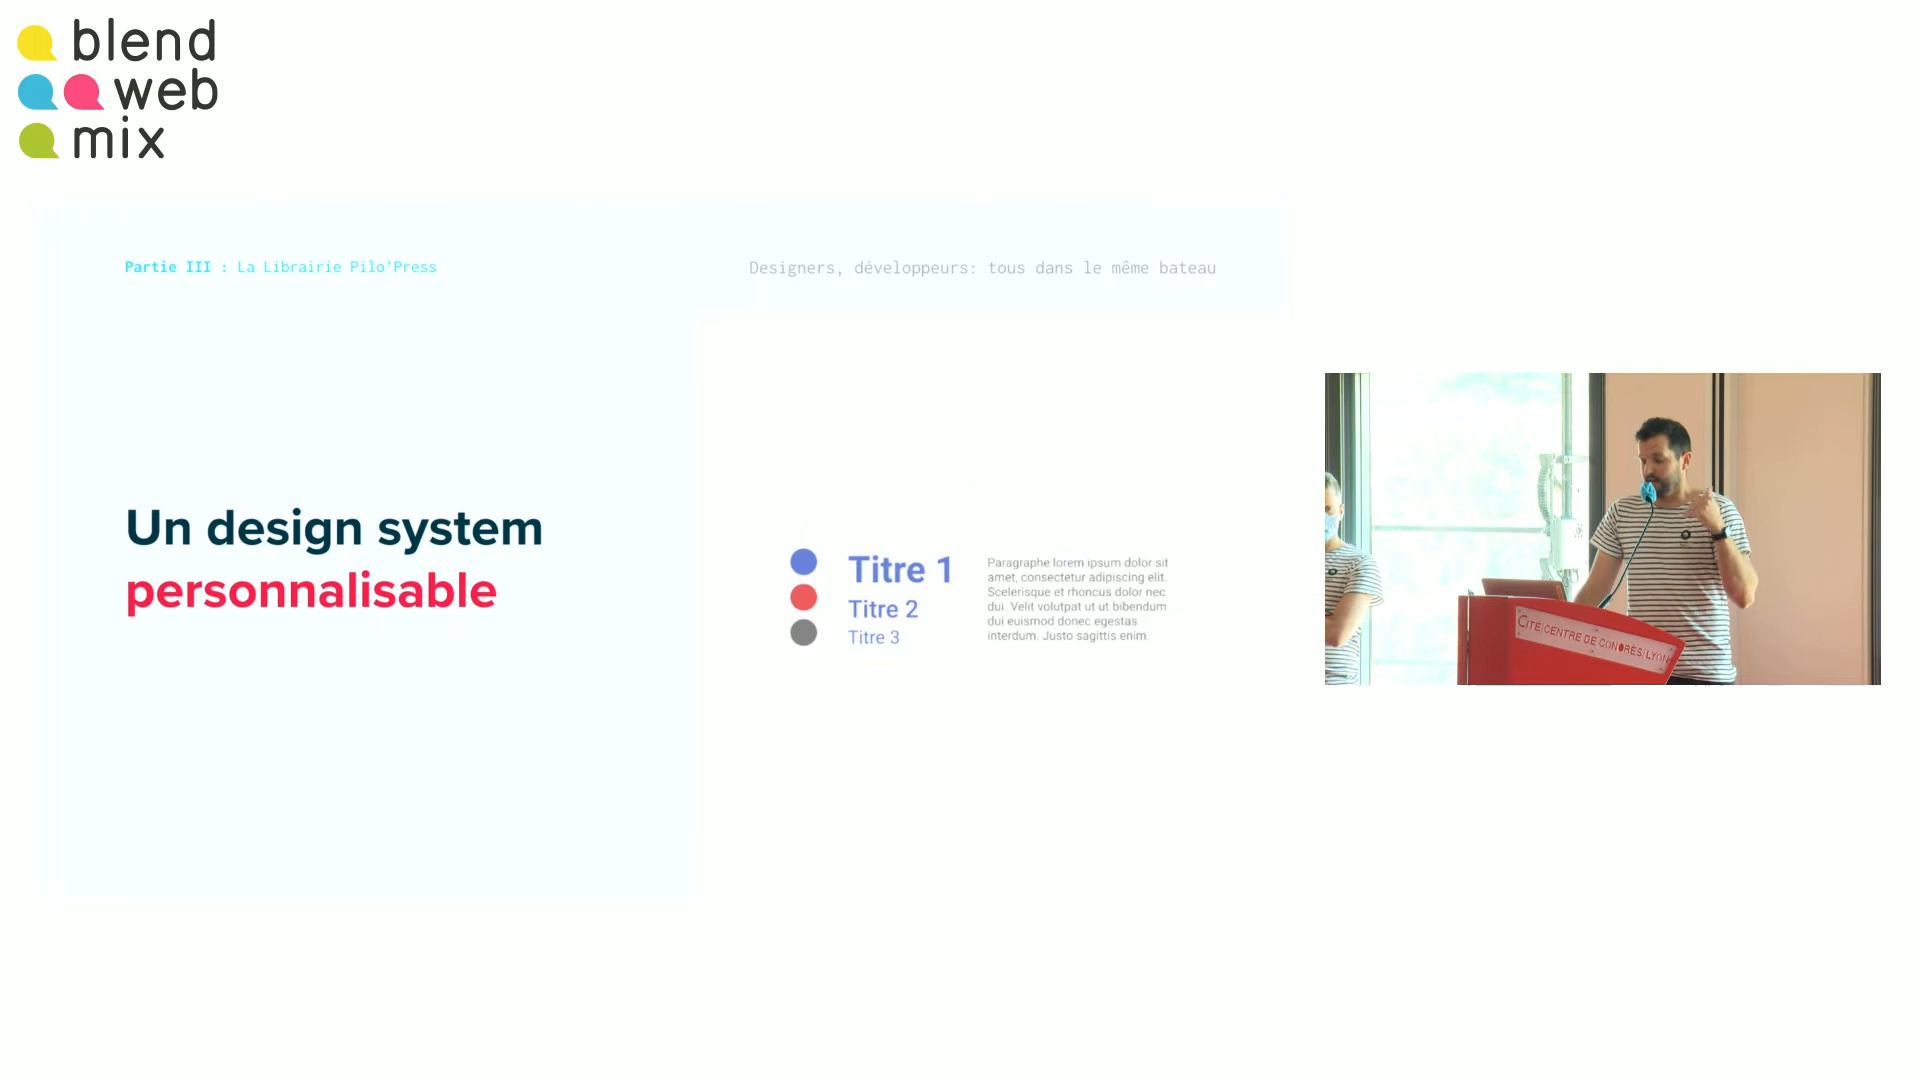 blend
web
mix
Partie III : La Librairie Pilo'Press
Designers, développeurs: tous dans le même bateau
Un design system
personnalisable
Titre 1
Titre 2
Titre 3
Paragraphe lorem ipsum dolor sit
amet, consectetur adipiscing elit.
Scelerisque et rhoncus dolor nec
dui. Velit volutpat ut ut bibendum
dui euismod donec egestas
interdum. Justo sagittis enim.
CITÉ|CENTRE DE CONGRÈS|LYON